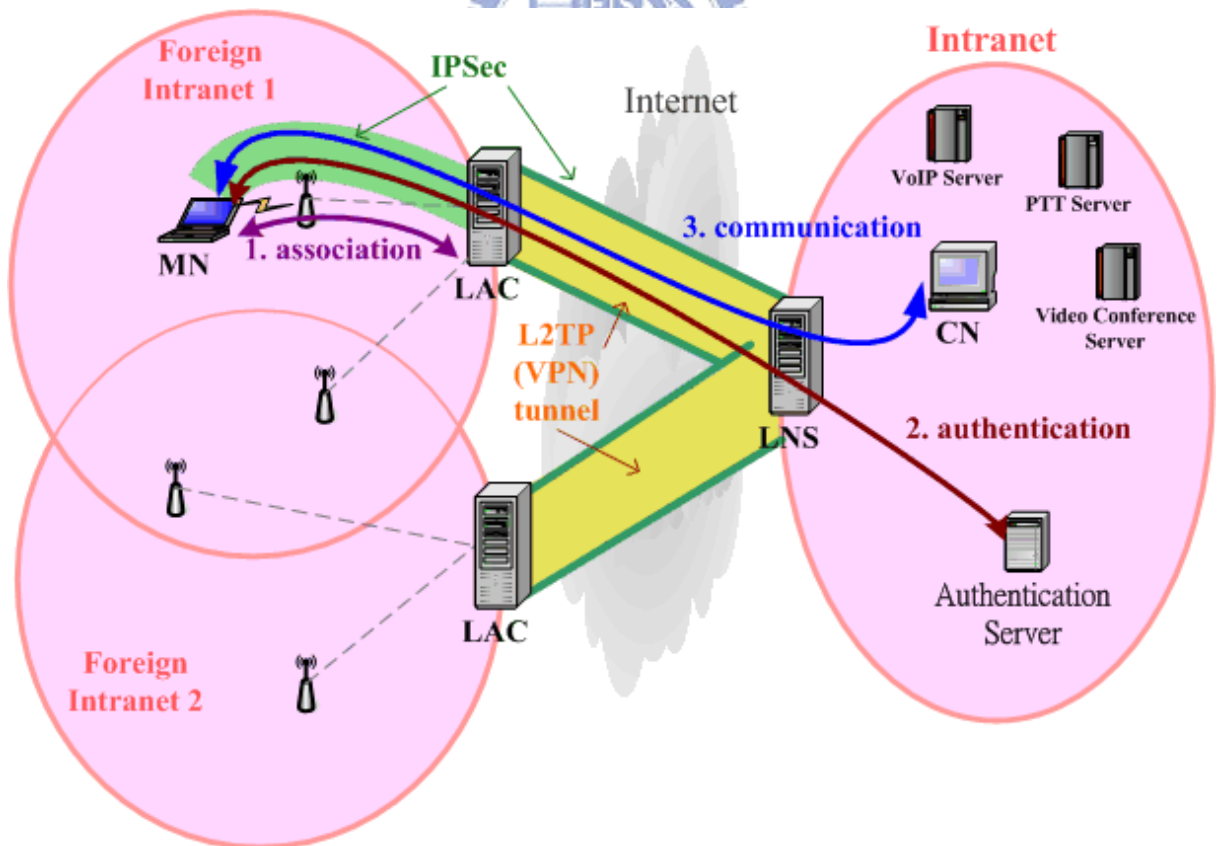 Foreign
Intranet 1
IPSec
Internet
Intranet
VoIP Server
PTT Server
MN
1. association
LAC
3. communication
CN
Video Conference
Server
L2TP
(VPN)
tunnel
LNS
2. authentication
LAC
Authentication
Server
Foreign
Intranet 2